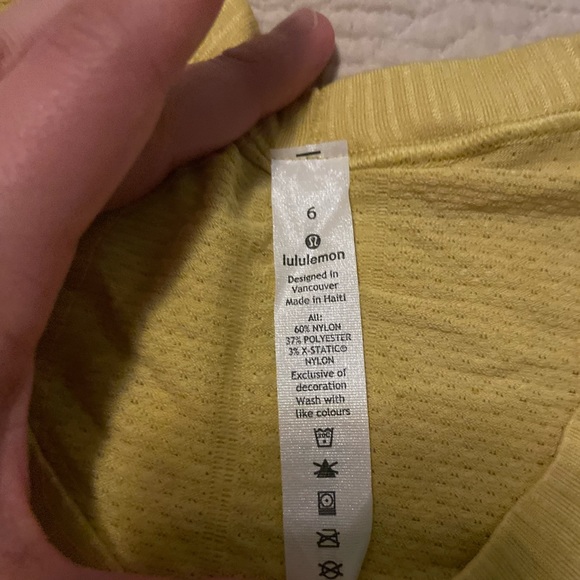 6
lululemon
Designed in
Vancouver
Made in Haiti
All:
60% NYLON
37% POLYESTER
3% X-STATIC®
NYLON
Exclusive of
decoration
Wash with
like colours
30C